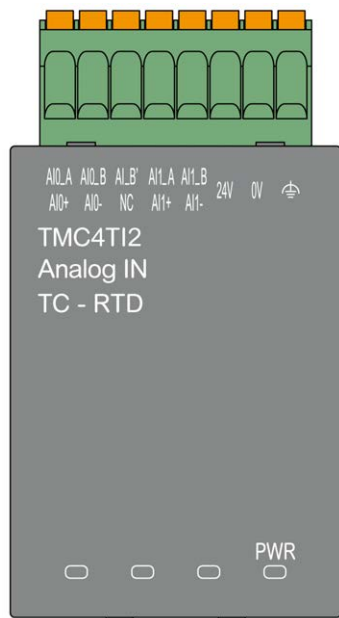 AI0_A AI0_B AI_B' AI1_A AI1_B 24V 0V
AI0+ AI0- NC AI1+ AI1-
TMC4TI2
Analog IN
TC - RTD
PWR